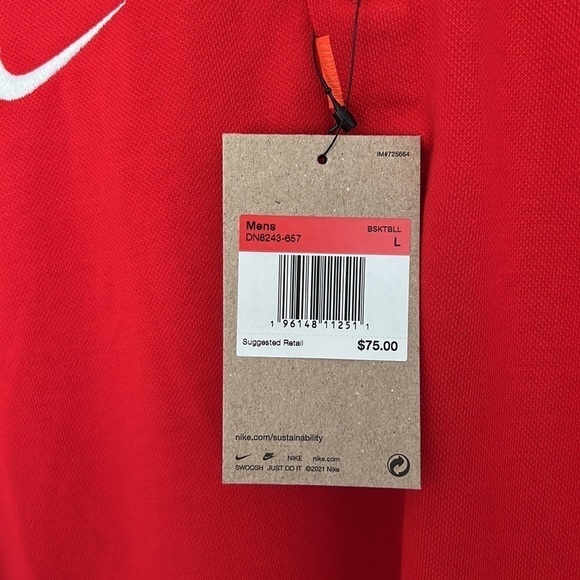 IM#725664
Mens BSKTBLL
DN8243-657 L
1 96148 11251 1
Suggested Retail $75.00
nike.com/sustainability
NIKE nike.com
SWOOSH JUST DO IT ©2021 Nike